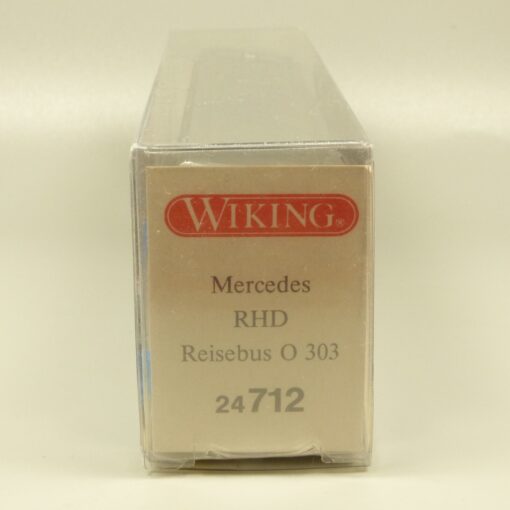 WIKING®
Mercedes
RHD
Reisebus O 303
24712